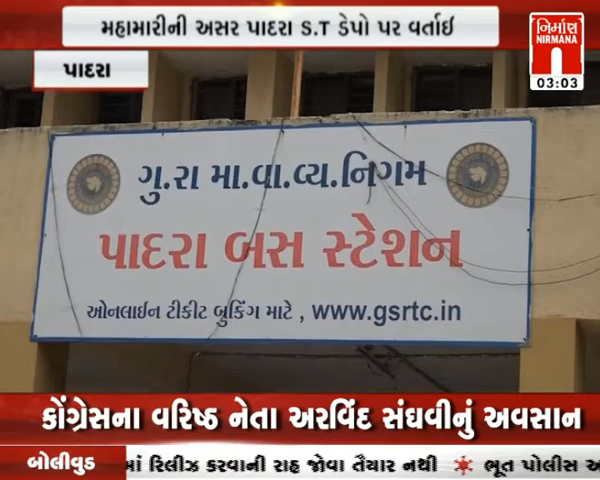 મહામારીની અસર પાદરા S.T ડેપો પર વર્તાઈ
નિર્માણ
NIRMANA
03:03
પાદરા
ગુ.રા મા.વા.વ્ય.નિગમ
પાદરા બસ સ્ટેશન
ઓનલાઈન ટીકીટ બુકિંગ માટે , www.gsrtc.in
કોંગ્રેસના વરિષ્ઠ નેતા અરવિંદ સંઘવીનું અવસાન
બોલીવુડ
રિલીઝ કરવાની રાહ જોવા તૈયાર નથી ભૂત પોલીસ